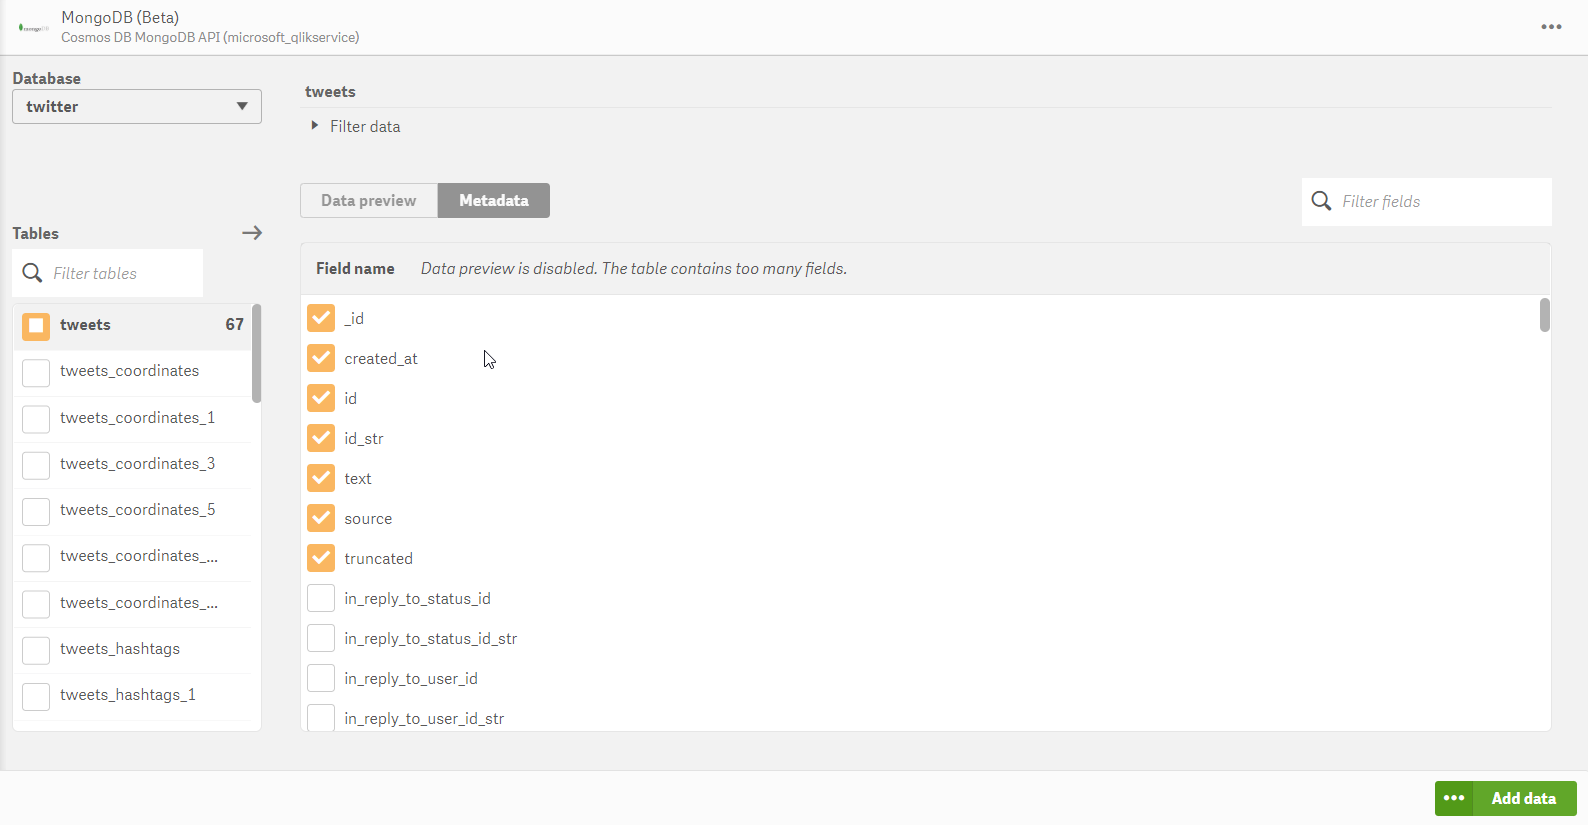 MongoDB (Beta)
mongoDB
Cosmos DB MongoDB API (microsoft_qlikservice)
Database
twitter
tweets
Filter data
Data preview
Metadata
Filter fields
Tables
Filter tables
Field name
Data preview is disabled. The table contains too many fields.
tweets 67
tweets_coordinates
tweets_coordinates_1
tweets_coordinates_3
tweets_coordinates_5
tweets_coordinates_...
tweets_coordinates_...
tweets_hashtags
tweets_hashtags_1
_id
created_at
id
id_str
text
source
truncated
in_reply_to_status_id
in_reply_to_status_id_str
in_reply_to_user_id
in_reply_to_user_id_str
Add data